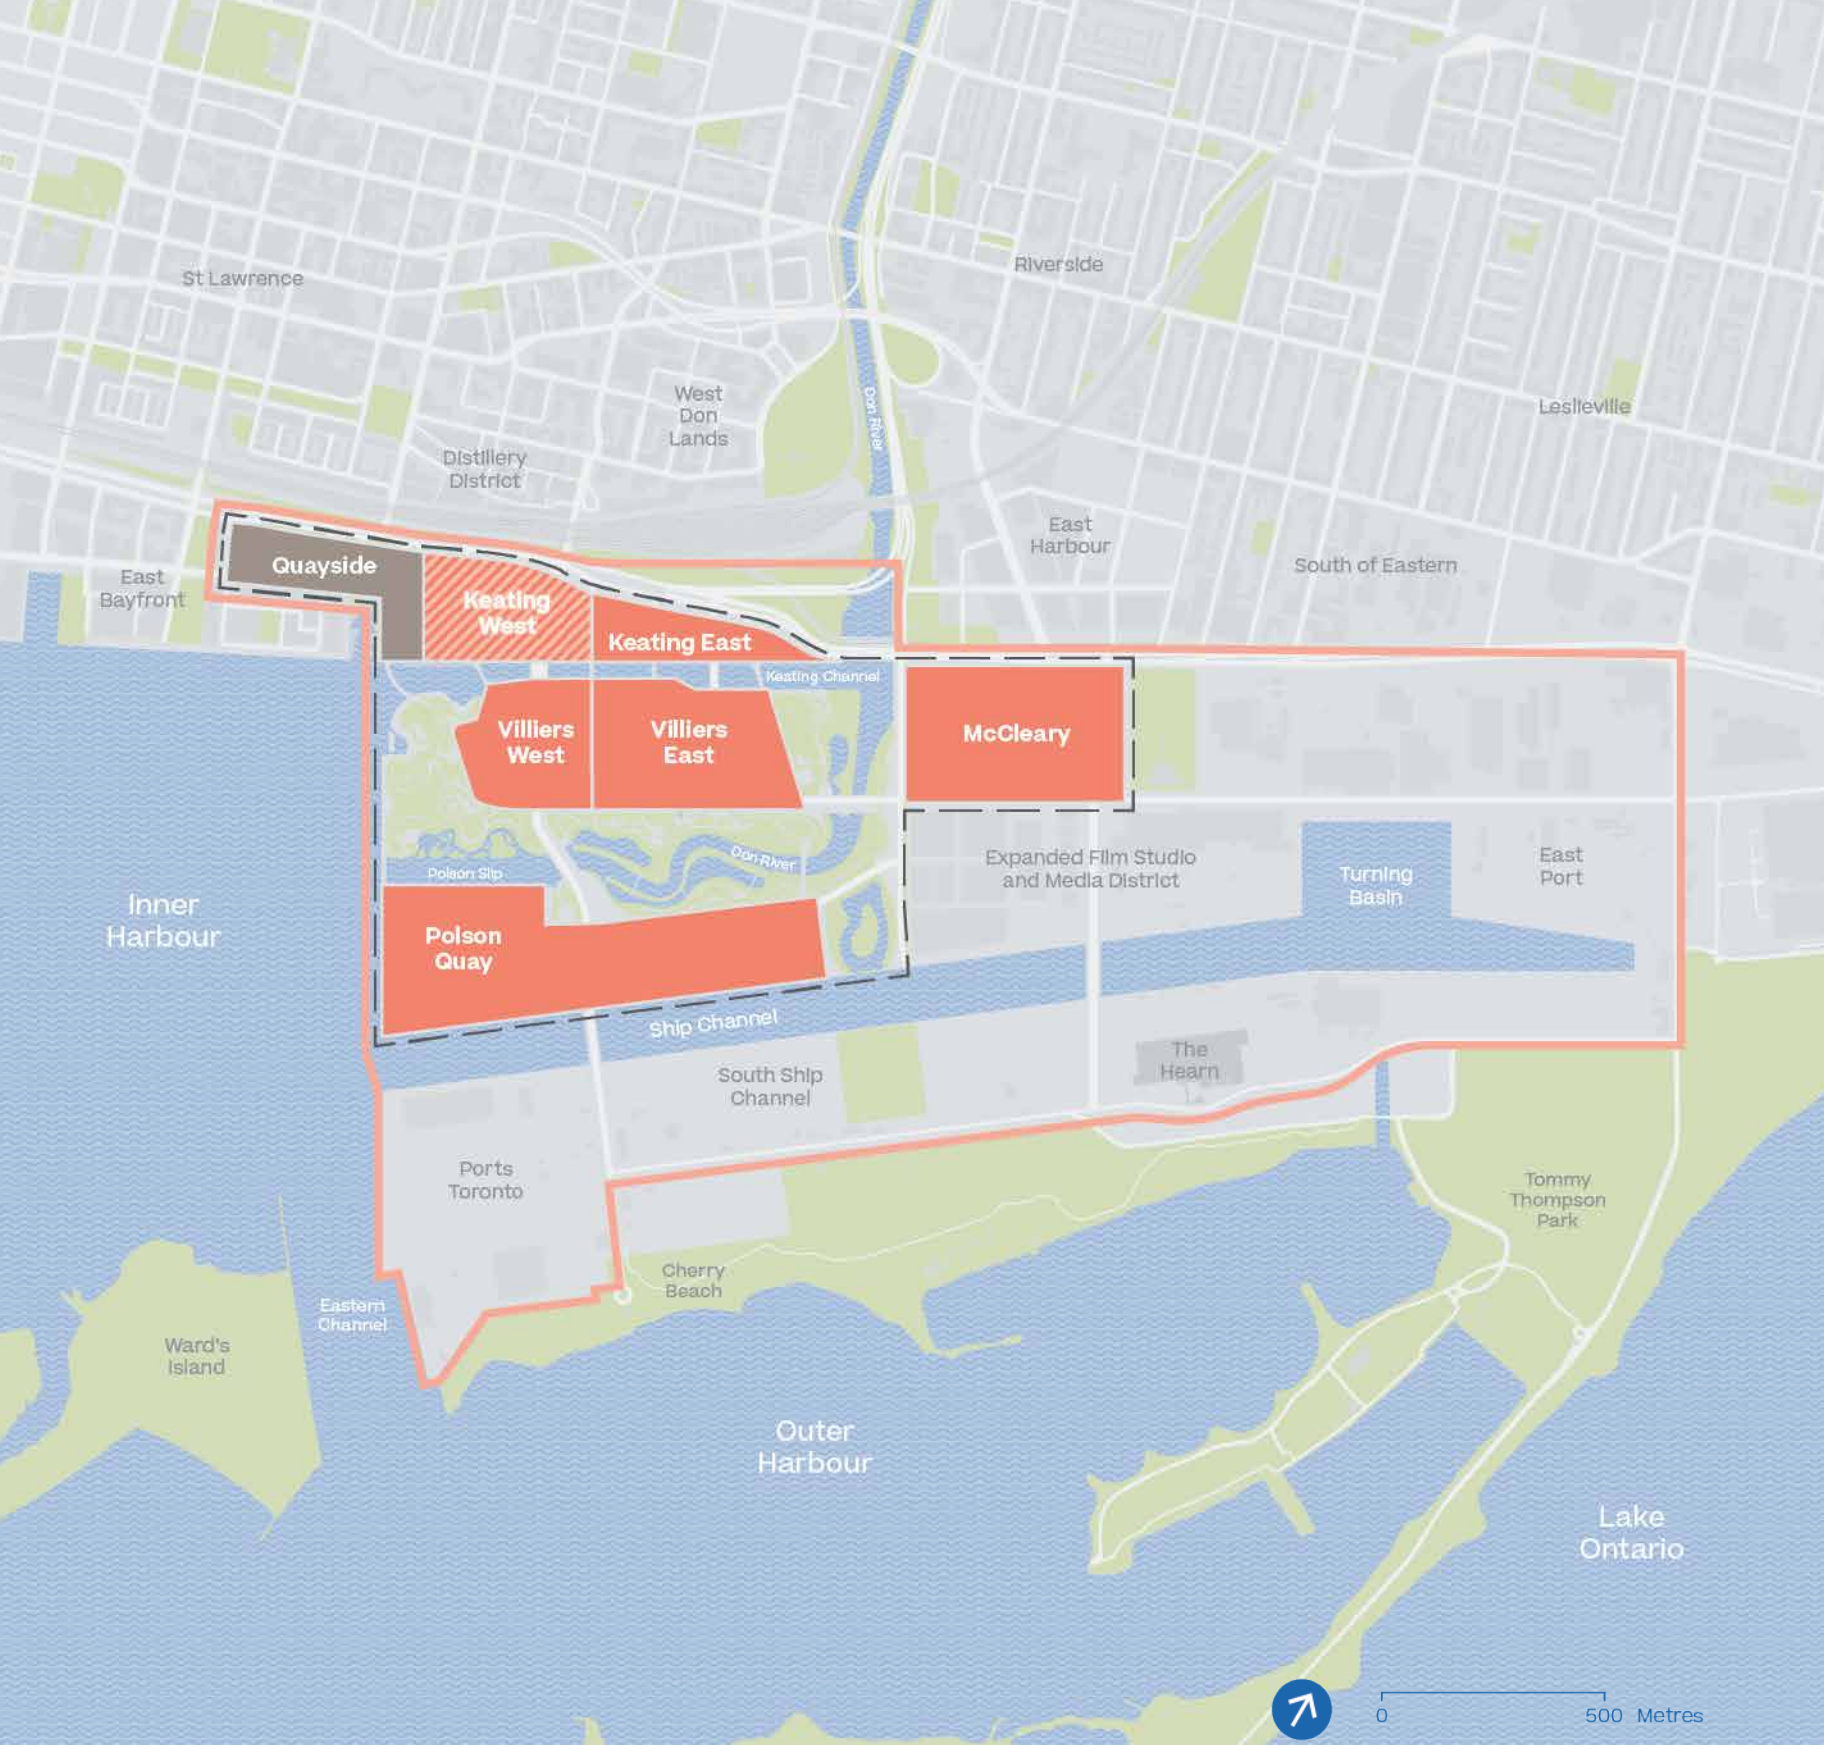 St Lawrence
Riverside
West
Don
Lands
Don River
Leslieville
Distillery
District
East
Harbour
South of Eastern
Quayside
East
Bayfront
Keating
West
Keating East
Keating Channel
Villiers
West
Villiers
East
McCleary
Don River
Polson Slip
Expanded Film Studio
and Media District
Turning
Basin
East
Port
Inner
Harbour
Polson
Quay
Ship Channel
The
Hearn
South Ship
Channel
Ports
Toronto
Tommy
Thompson
Park
Cherry
Beach
Eastern
Channel
Ward's
Island
Outer
Harbour
Lake
Ontario
0 500 Metres